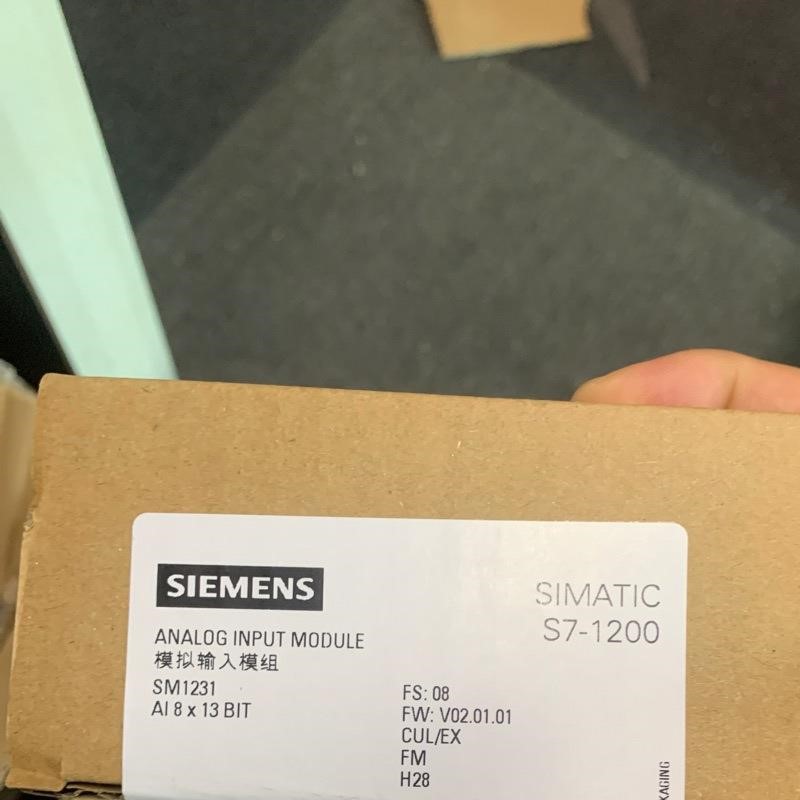 SIEMENS
SIMATIC
S7-1200
ANALOG INPUT MODULE
模拟输入模组
SM1231
AI 8 x 13 BIT
FS: 08
FW: V02.01.01
CUL/EX
FM
H28